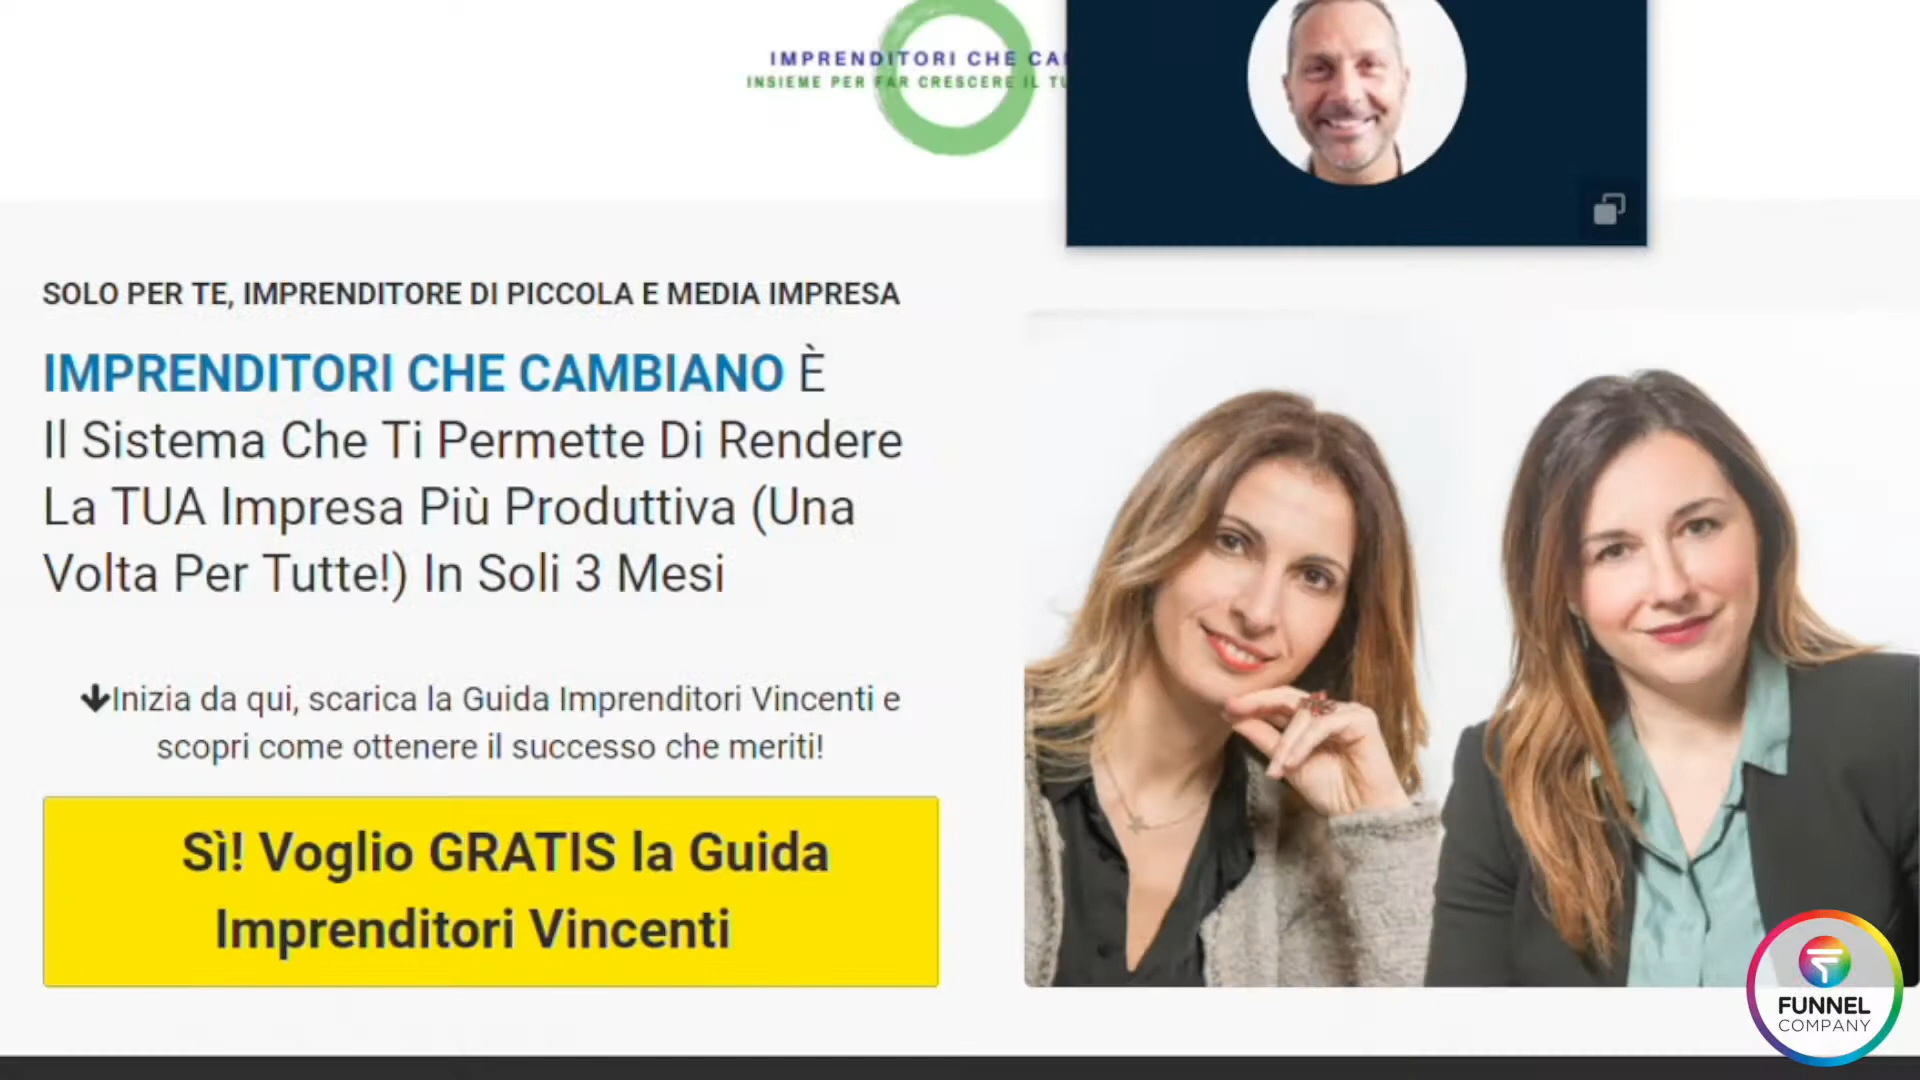 IMPRENDITORI CHE
INSIEME PER FAR CRESCERE IL
SOLO PER TE, IMPRENDITORE DI PICCOLA E MEDIA IMPRESA
IMPRENDITORI CHE CAMBIANO È
Il Sistema Che Ti Permette Di Rendere
La TUA Impresa Più Produttiva (Una
Volta Per Tutte!) In Soli 3 Mesi
Inizia da qui, scarica la Guida Imprenditori Vincenti e
scopri come ottenere il successo che meriti!
Sì! Voglio GRATIS la Guida
Imprenditori Vincenti
FUNNEL
COMPANY